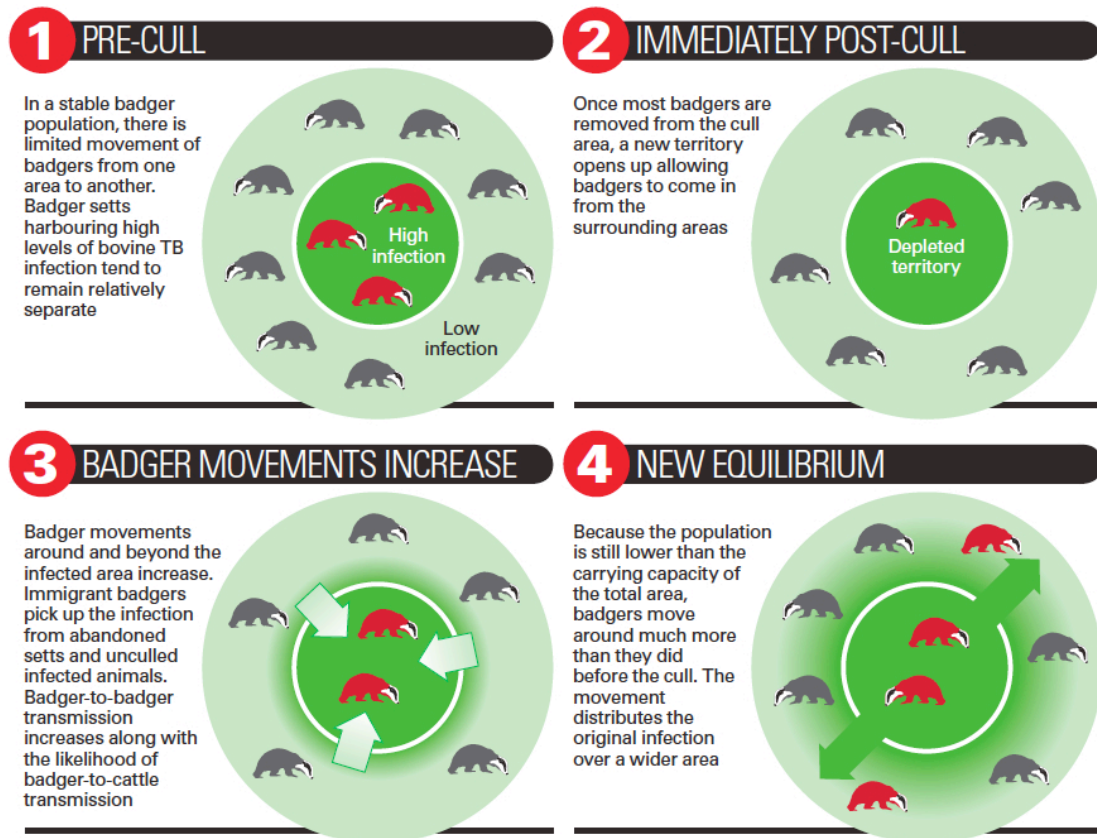 1 PRE-CULL
In a stable badger
population, there is
limited movement of
badgers from one
area to another.
Badger setts
harbouring high
levels of bovine TB
infection tend to
remain relatively
separate
High
infection
Low
infection
2 IMMEDIATELY POST-CULL
Once most badgers are
removed from the cull
area, a new territory
opens up allowing
badgers to come in
from the
surrounding areas
Depleted
territory
3 BADGER MOVEMENTS INCREASE
Badger movements
around and beyond the
infected area increase.
Immigrant badgers
pick up the infection
from abandoned
setts and unculled
infected animals.
Badger-to-badger
transmission
increases along with
the likelihood of
badger-to-cattle
transmission
4 NEW EQUILIBRIUM
Because the population
is still lower than the
carrying capacity of
the total area,
badgers move
around much more
than they did
before the cull. The
movement
distributes the
original infection
over a wider area